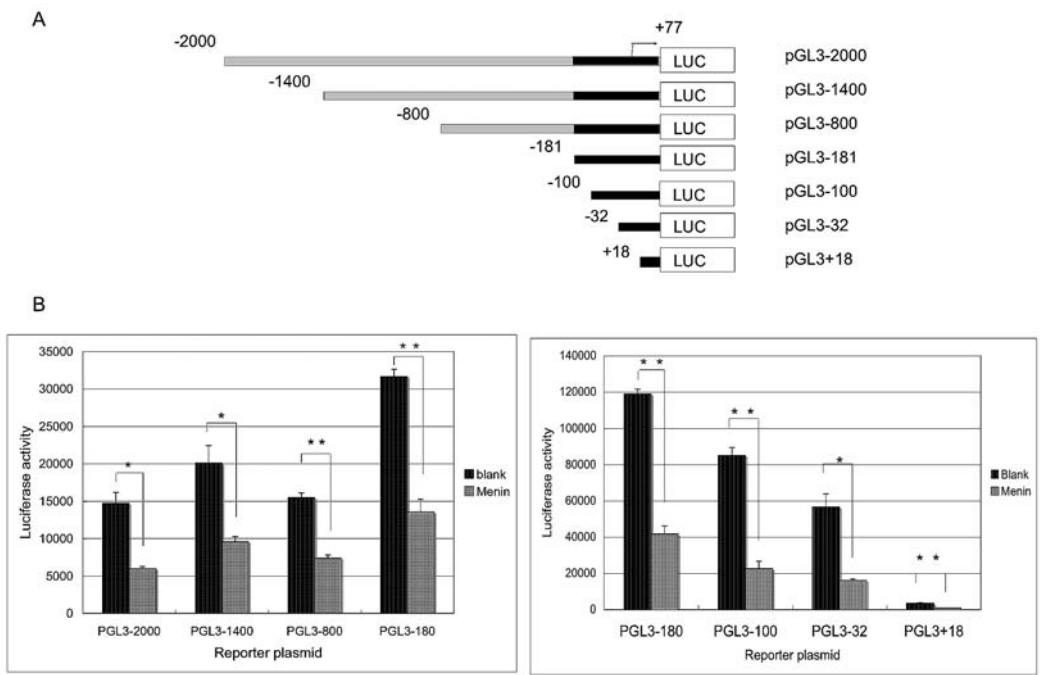 A
+77
-2000
LUC
pGL3-2000
-1400
LUC
pGL3-1400
-800
LUC
pGL3-800
-181
LUC
pGL3-181
-100
LUC
pGL3-100
-32
LUC
pGL3-32
+18
LUC
pGL3+18
B
35000
30000
25000
20000
15000
10000
5000
0
Luciferase activity
* 
*
**
**
blank
Menin
PGL3-2000 PGL3-1400 PGL3-800 PGL3-180
Reporter plasmid
140000
120000
100000
80000
60000
40000
20000
0
Luciferase activity
* *
* *
*
* *
Blank
Menin
PGL3-180 PGL3-100 PGL3-32 PGL3+18
Reporter plasmid